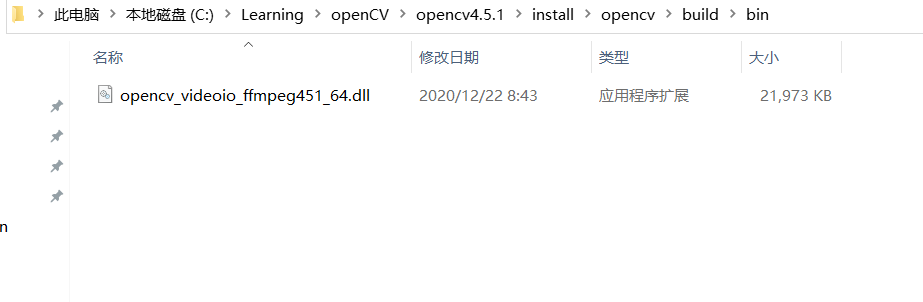 此电脑 > 本地磁盘 (C:) > Learning > openCV > opencv4.5.1 > install > opencv > build > bin
名称 修改日期 类型 大小
opencv_videoio_ffmpeg451_64.dll 2020/12/22 8:43 应用程序扩展 21,973 KB
n